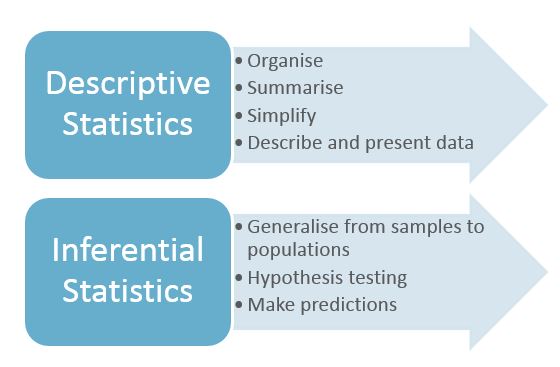 Descriptive
Statistics
• Organise
• Summarise
• Simplify
• Describe and present data
Inferential
Statistics
• Generalise from samples to
populations
• Hypothesis testing
• Make predictions